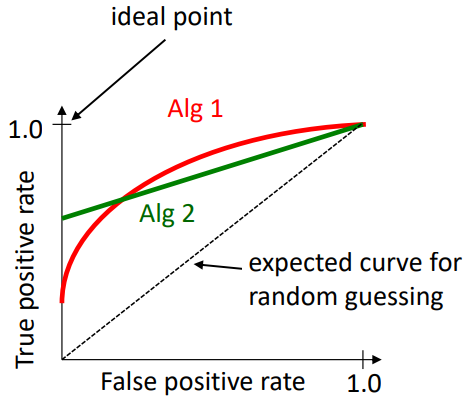 ideal point
1.0
Alg 1
Alg 2
True positive rate
expected curve for
random guessing
False positive rate
1.0